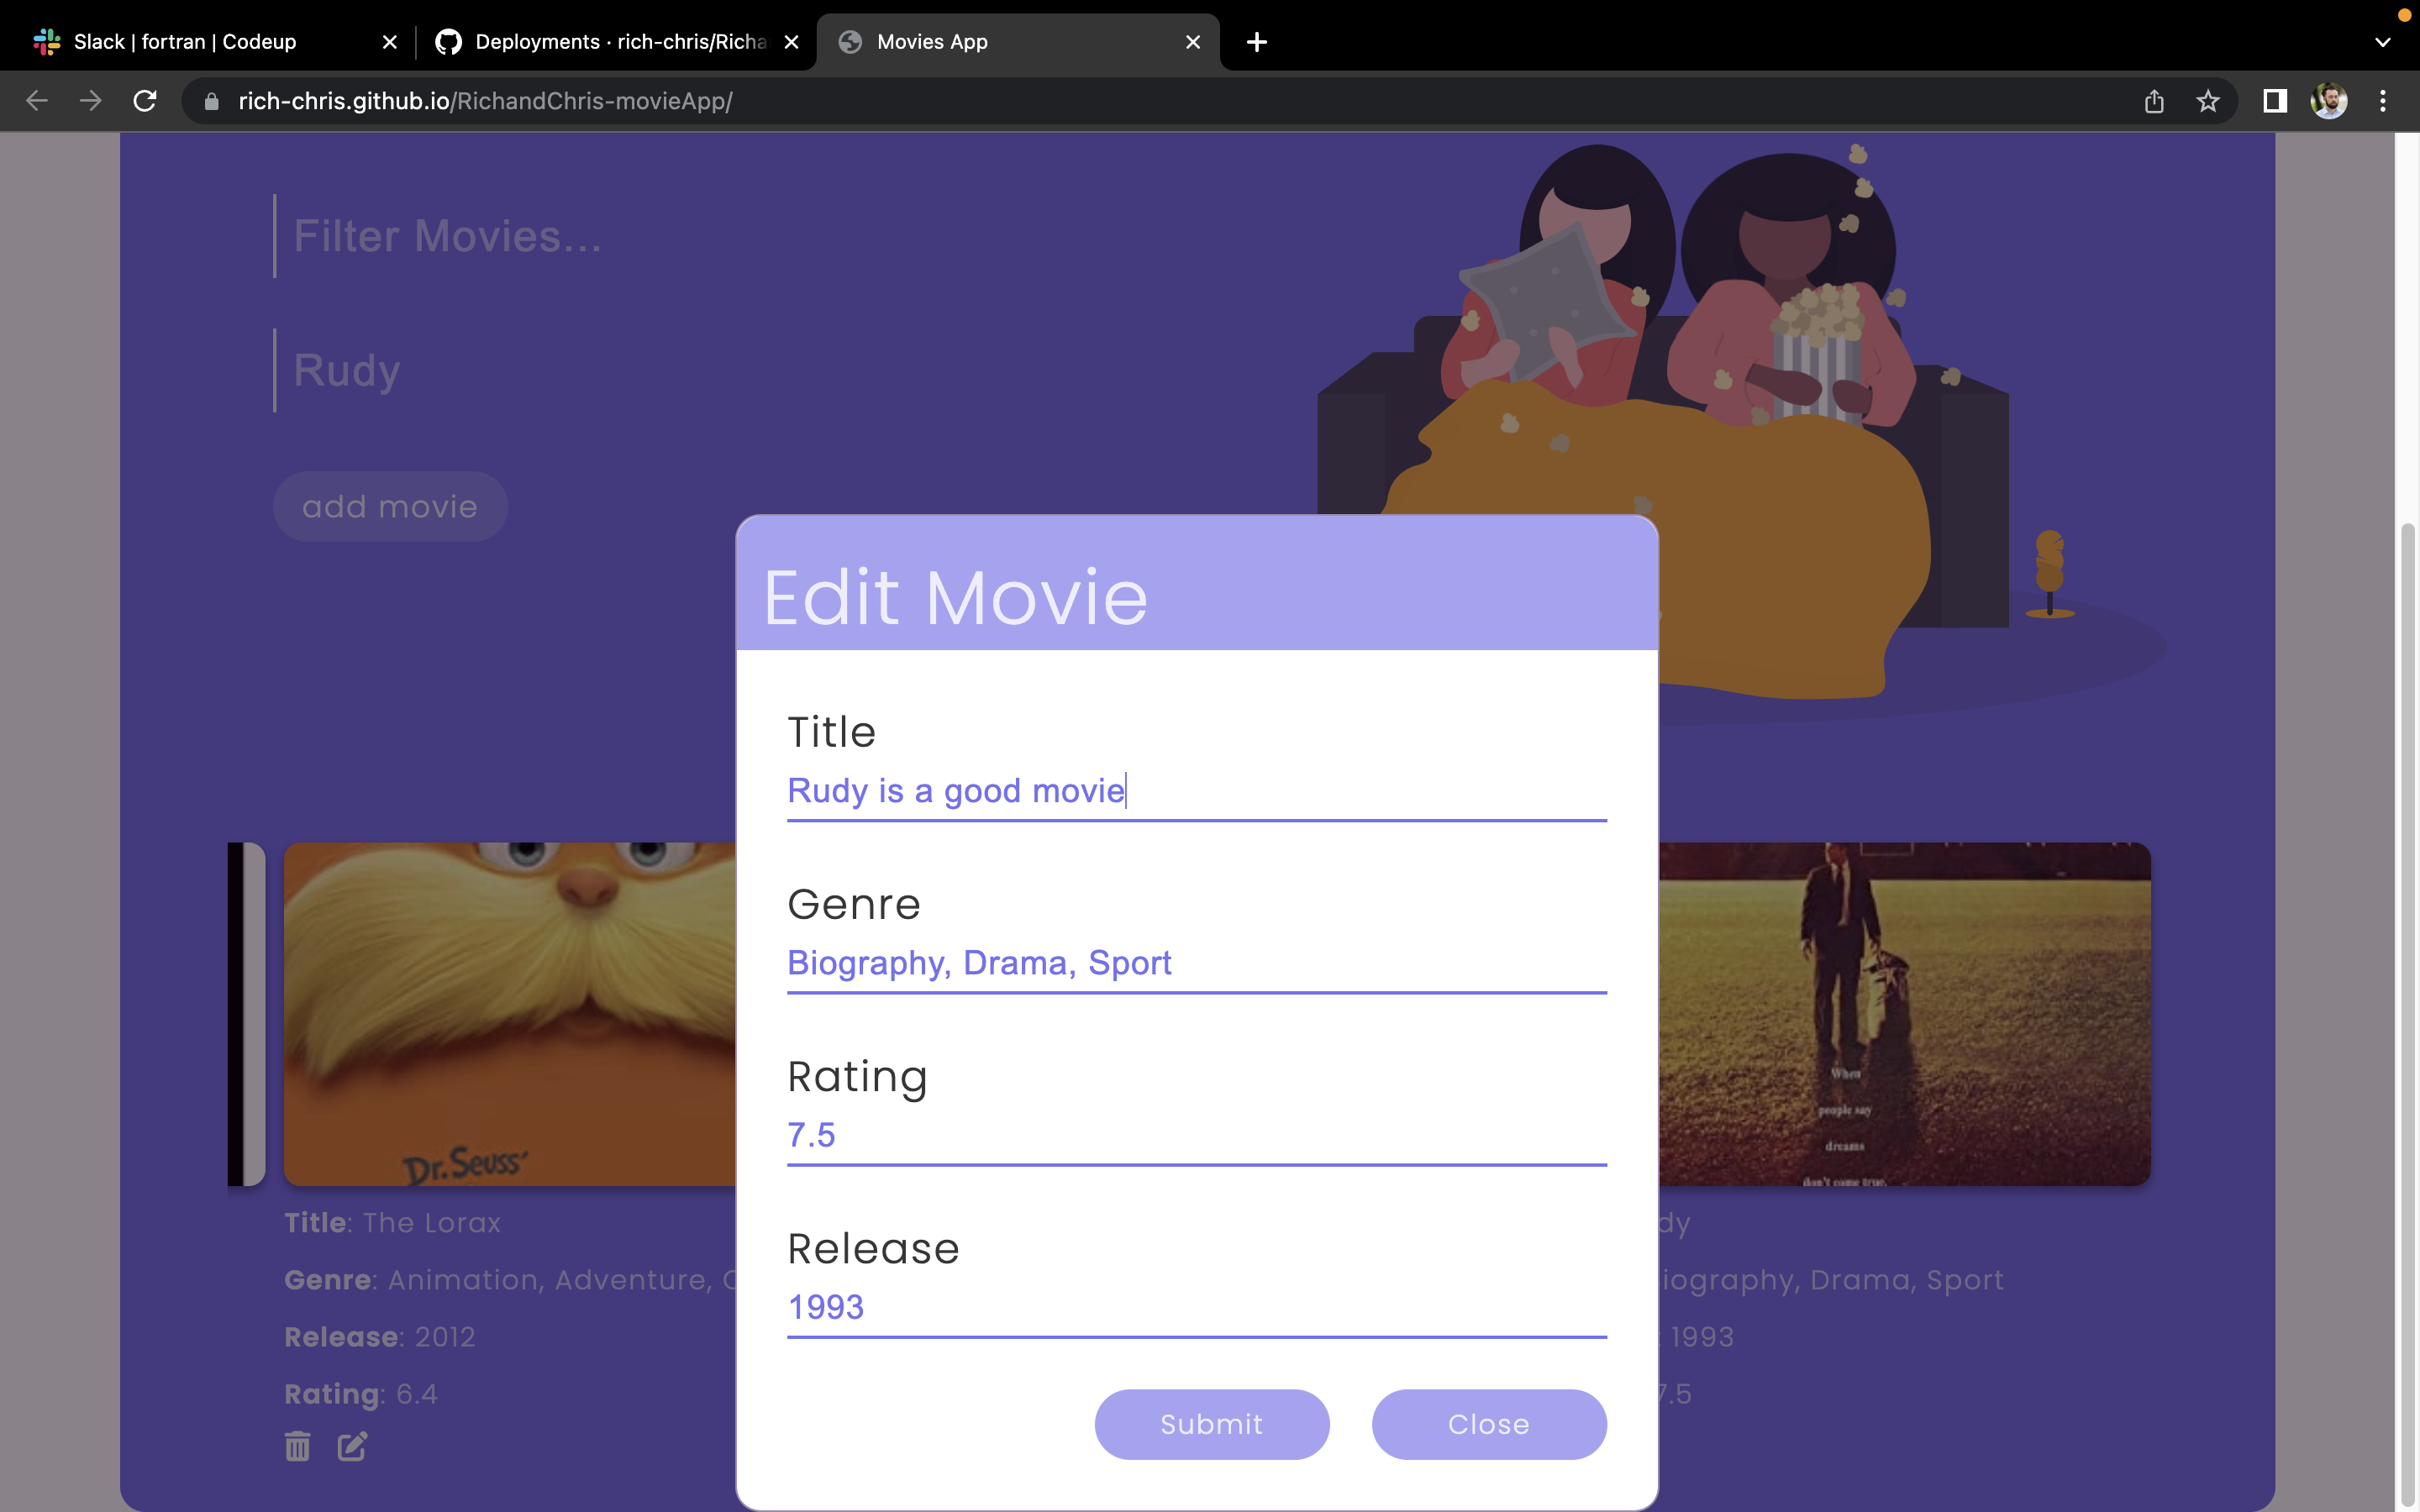 Slack | fortran | Codeup
Deployments · rich-chris/Richa
Movies App
rich-chris.github.io/RichandChris-movieApp/
Filter Movies...
Rudy
add movie
Edit Movie
Title
Rudy is a good movie
Genre
Biography, Drama, Sport
Rating
7.5
Release
1993
Submit
Close
Dr. Seuss'
Title: The Lorax
Genre: Animation, Adventure, C
Release: 2012
Rating: 6.4
When
people say
dreams
don't come true,
dy
iography, Drama, Sport
: 1993
7.5